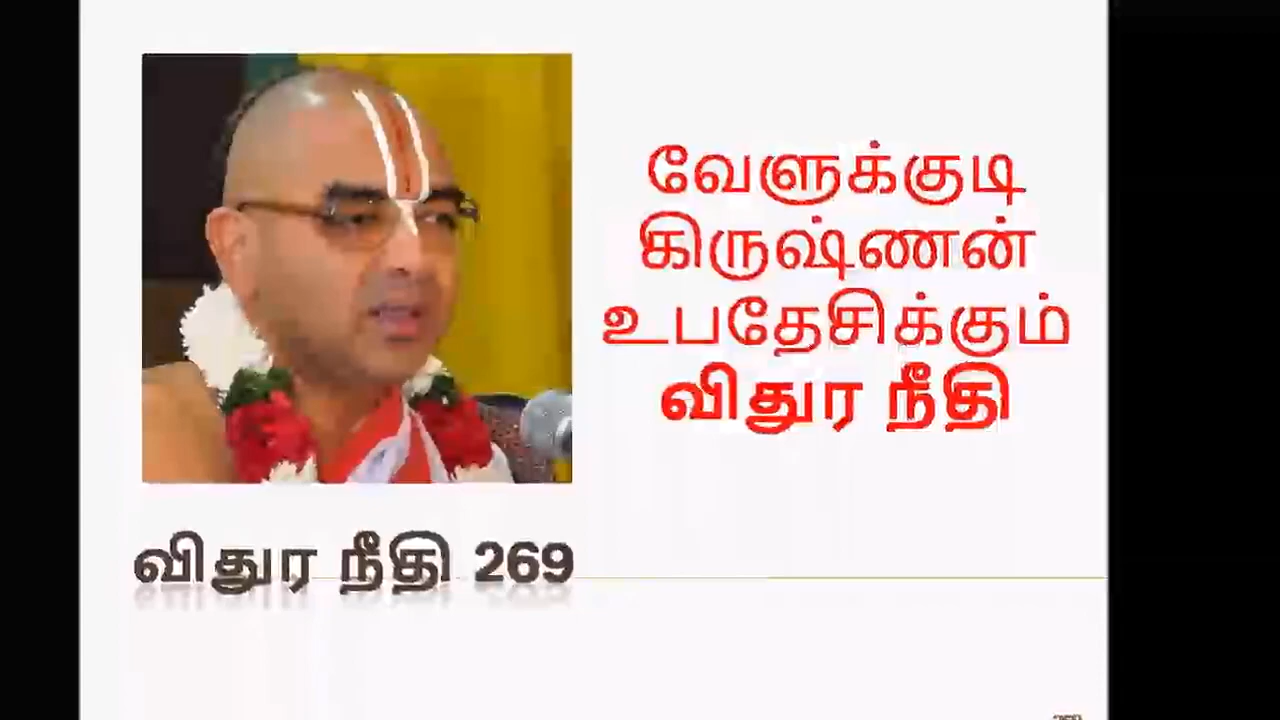 வேளுக்குடி
கிருஷ்ணன்
உபதேசிக்கும்
விதுர நீதி
விதுர நீதி 269